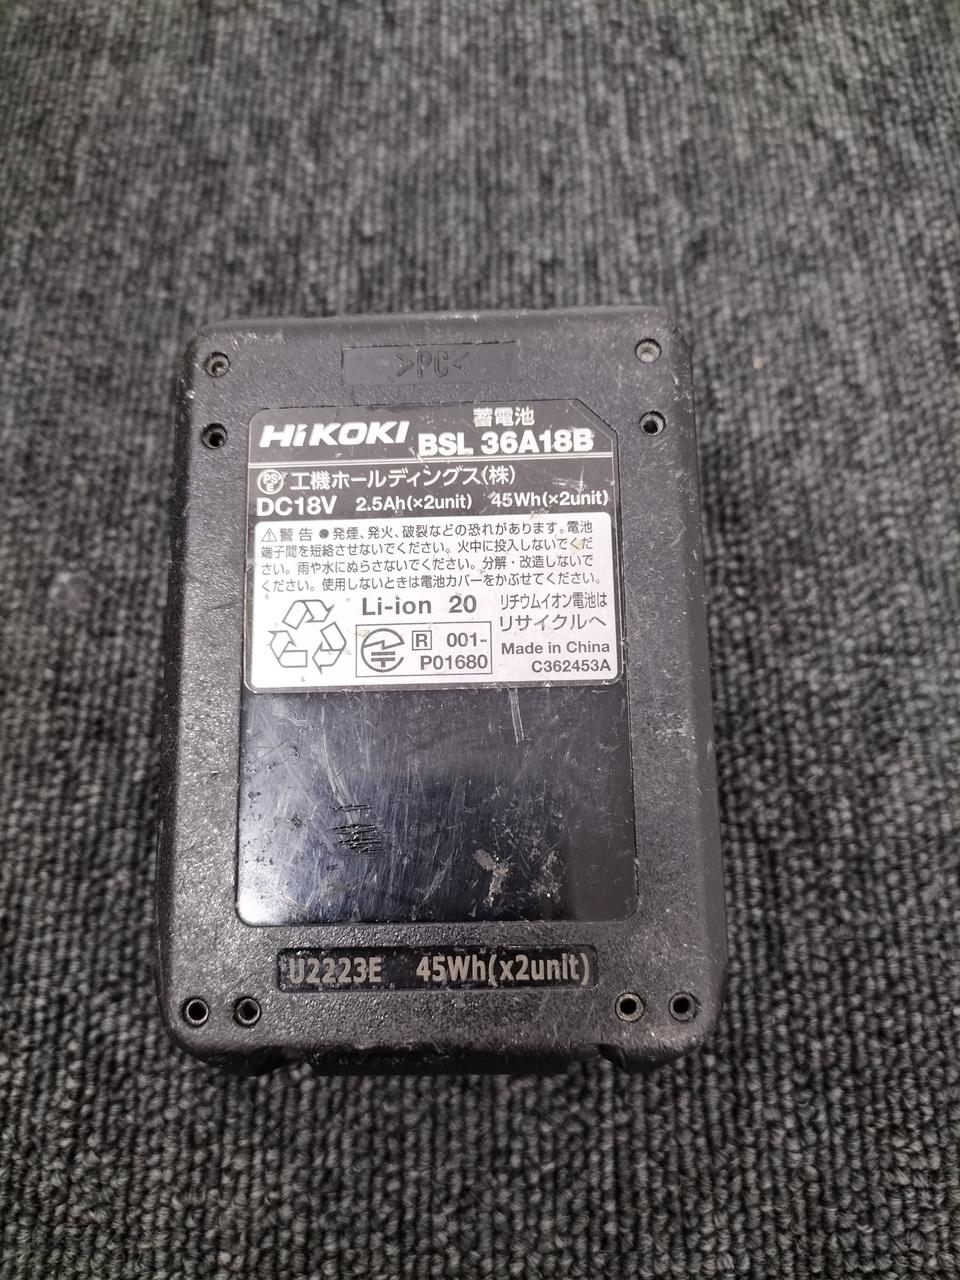 >PC<
蓄電池
HiKOKI BSL 36A18B
PS E 工機ホールディングス(株)
DC18V 2.5Ah(×2unit) 45Wh(×2unit)
⚠警告 ●発煙、発火、破裂などの恐れがあります。電池
端子間を短絡させないでください。火中に投入しないでくだ
さい。雨や水にぬらさないでください。分解・改造しないで
ください。使用しないときは電池カバーをかぶせてください。
Li-ion 20
リチウムイオン電池は
リサイクルへ
R 001-
P01680
Made in China
C362453A
U2223E 45Wh(x2unit)